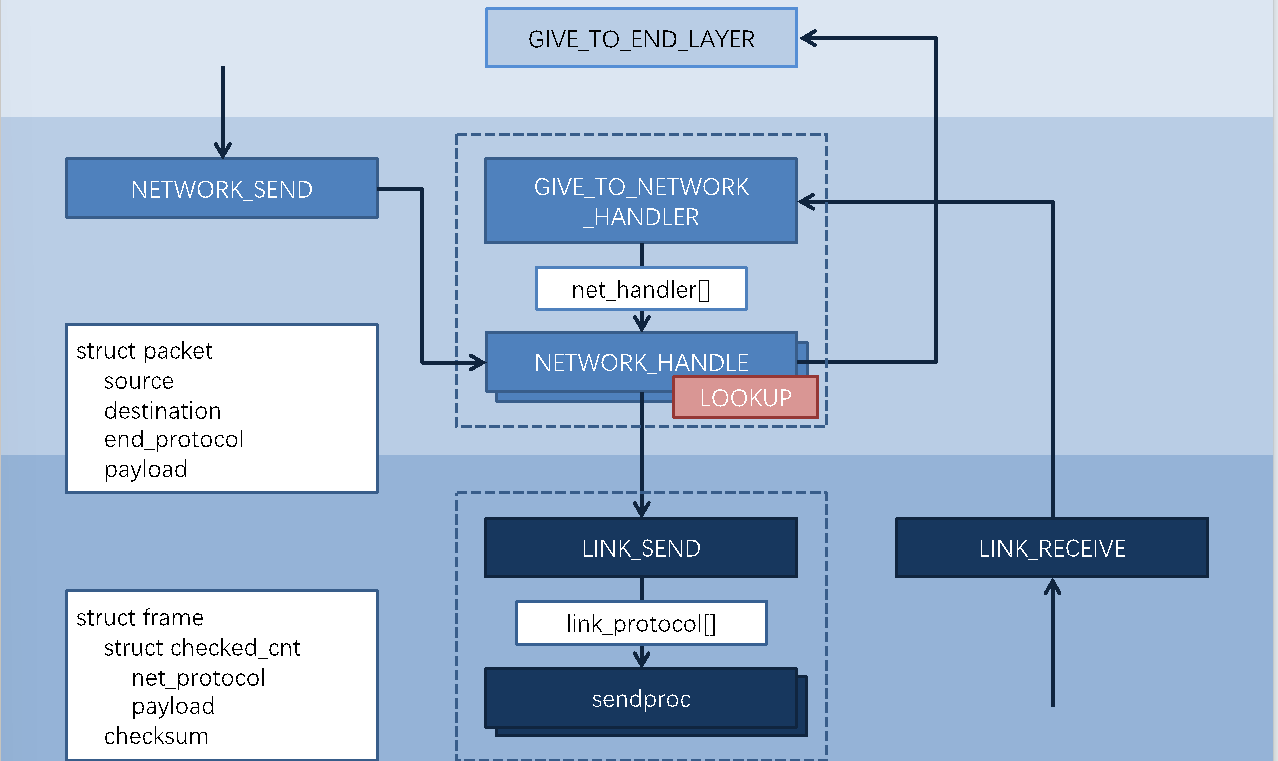 GIVE_TO_END_LAYER
NETWORK_SEND
GIVE_TO_NETWORK
_HANDLER
net_handler[]
NETWORK_HANDLE
LOOKUP
struct packet
source
destination
end_protocol
payload
LINK_SEND
LINK_RECEIVE
link_protocol[]
sendproc
struct frame
struct checked_cnt
net_protocol
payload
checksum